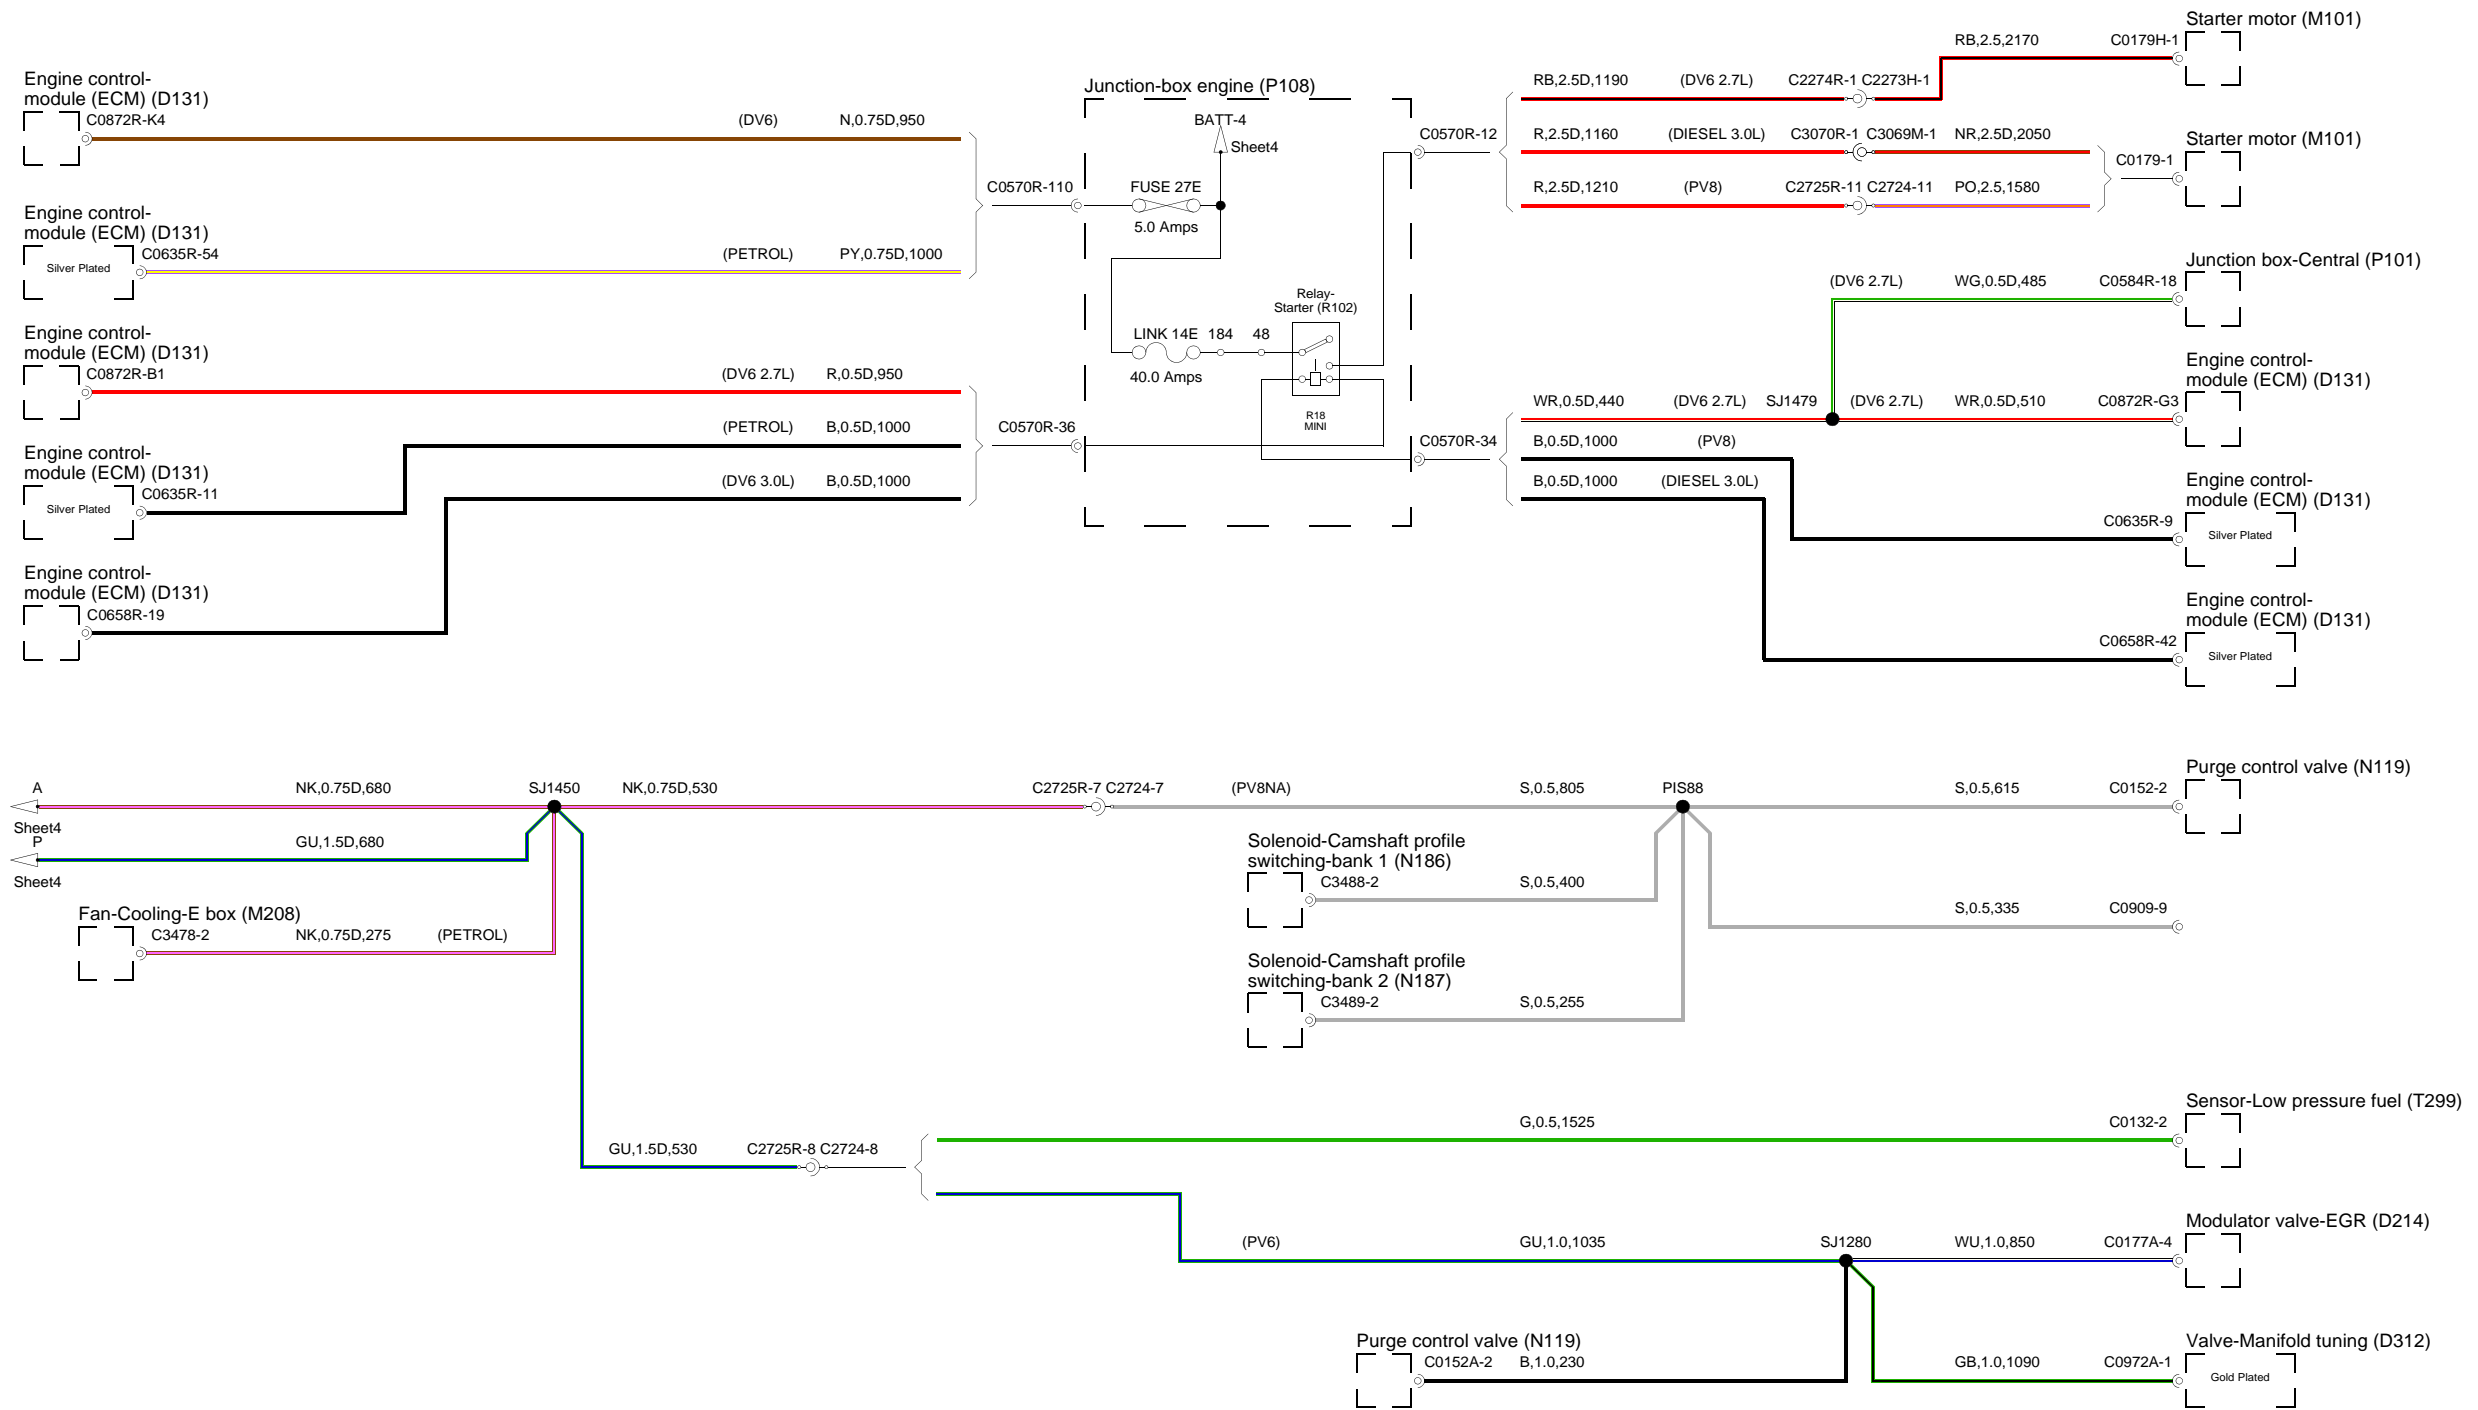 Starter motor (M101)
RB,2.5,2170
C0179H-1
Engine control-
module (ECM) (D131)
C0872R-K4
(DV6)
N,0.75D,950
Junction-box engine (P108)
BATT-4
Sheet4
RB,2.5D,1190
(DV6 2.7L)
C2274R-1 C2273H-1
C0570R-12
R,2.5D,1160
(DIESEL 3.0L)
C3070R-1 C3069M-1
NR,2.5D,2050
Starter motor (M101)
C0179-1
C0570R-110
FUSE 27E
5.0 Amps
R,2.5D,1210
(PV8)
C2725R-11 C2724-11
PO,2.5,1580
Engine control-
module (ECM) (D131)
C0635R-54
Silver Plated
(PETROL)
PY,0.75D,1000
Junction box-Central (P101)
(DV6 2.7L)
WG,0.5D,485
C0584R-18
Relay-
Starter (R102)
LINK 14E
184
48
40.0 Amps
R18
MINI
Engine control-
module (ECM) (D131)
C0872R-B1
(DV6 2.7L)
R,0.5D,950
Engine control-
module (ECM) (D131)
WR,0.5D,440
(DV6 2.7L)
SJ1479
(DV6 2.7L)
WR,0.5D,510
C0872R-G3
(PETROL)
B,0.5D,1000
C0570R-36
C0570R-34
B,0.5D,1000
(PV8)
Engine control-
module (ECM) (D131)
C0635R-11
Silver Plated
(DV6 3.0L)
B,0.5D,1000
B,0.5D,1000
(DIESEL 3.0L)
Engine control-
module (ECM) (D131)
C0635R-9
Silver Plated
Engine control-
module (ECM) (D131)
C0658R-19
Engine control-
module (ECM) (D131)
C0658R-42
Silver Plated
A
Sheet4
NK,0.75D,680
SJ1450
NK,0.75D,530
C2725R-7 C2724-7
(PV8NA)
S,0.5,805
PIS88
S,0.5,615
C0152-2
Purge control valve (N119)
P
Sheet4
GU,1.5D,680
Solenoid-Camshaft profile
switching-bank 1 (N186)
C3488-2
S,0.5,400
Fan-Cooling-E box (M208)
C3478-2
NK,0.75D,275
(PETROL)
S,0.5,335
C0909-9
Solenoid-Camshaft profile
switching-bank 2 (N187)
C3489-2
S,0.5,255
Sensor-Low pressure fuel (T299)
G,0.5,1525
C0132-2
GU,1.5D,530
C2725R-8 C2724-8
Modulator valve-EGR (D214)
(PV6)
GU,1.0,1035
SJ1280
WU,1.0,850
C0177A-4
Purge control valve (N119)
C0152A-2
B,1.0,230
Valve-Manifold tuning (D312)
GB,1.0,1090
C0972A-1
Gold Plated